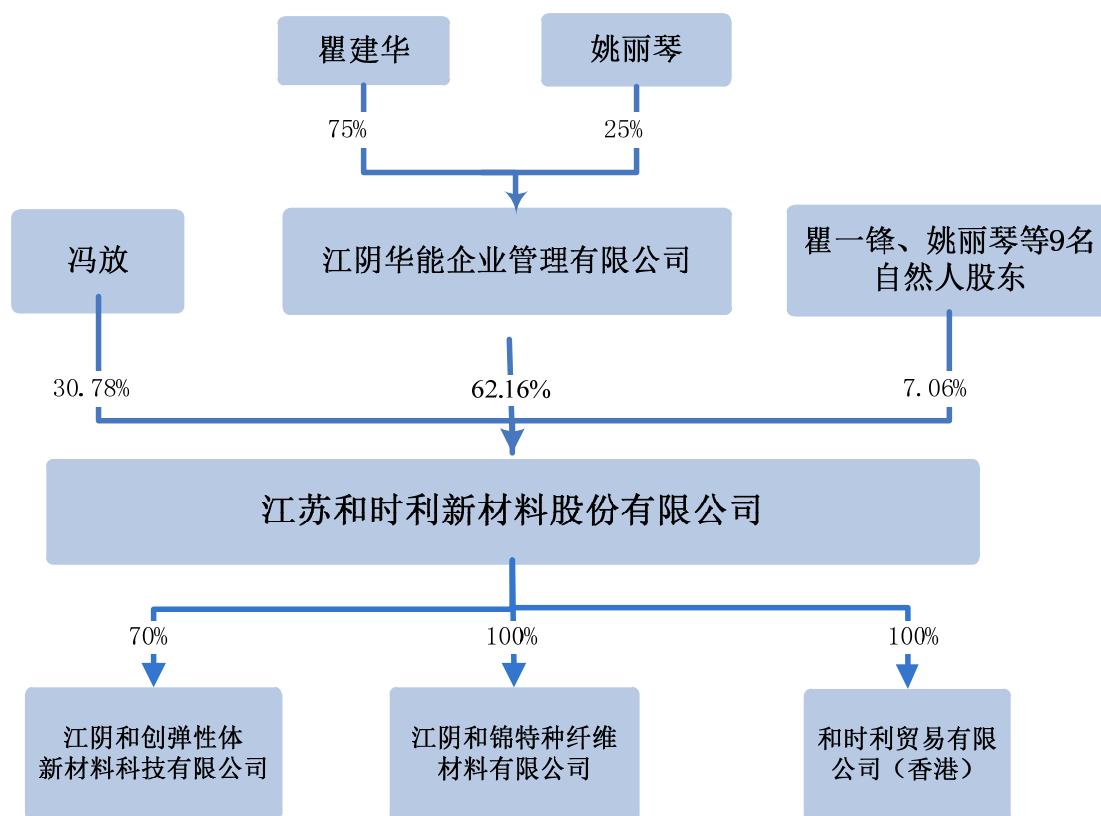 瞿建华
姚丽琴
75%
25%
冯放
江阴华能企业管理有限公司
瞿一锋、姚丽琴等9名
自然人股东
30.78%
62.16%
7.06%
江苏和时利新材料股份有限公司
70%
100%
100%
江阴和创弹性体
新材料科技有限公司
江阴和锦特种纤维
材料有限公司
和时利贸易有限
公司（香港）